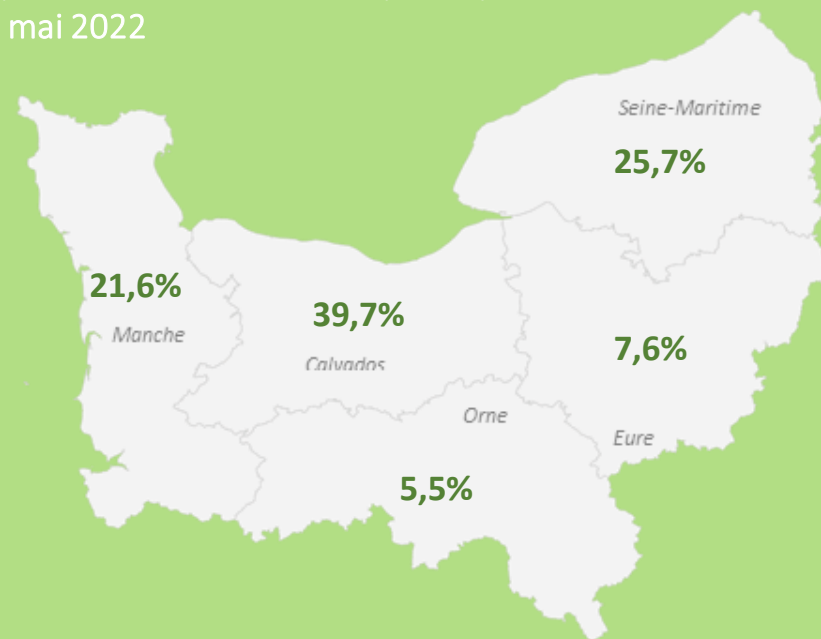 mai 2022
Seine-Maritime
25,7%
21,6%
Manche
39,7%
Calvados
7,6%
Eure
Orne
5,5%